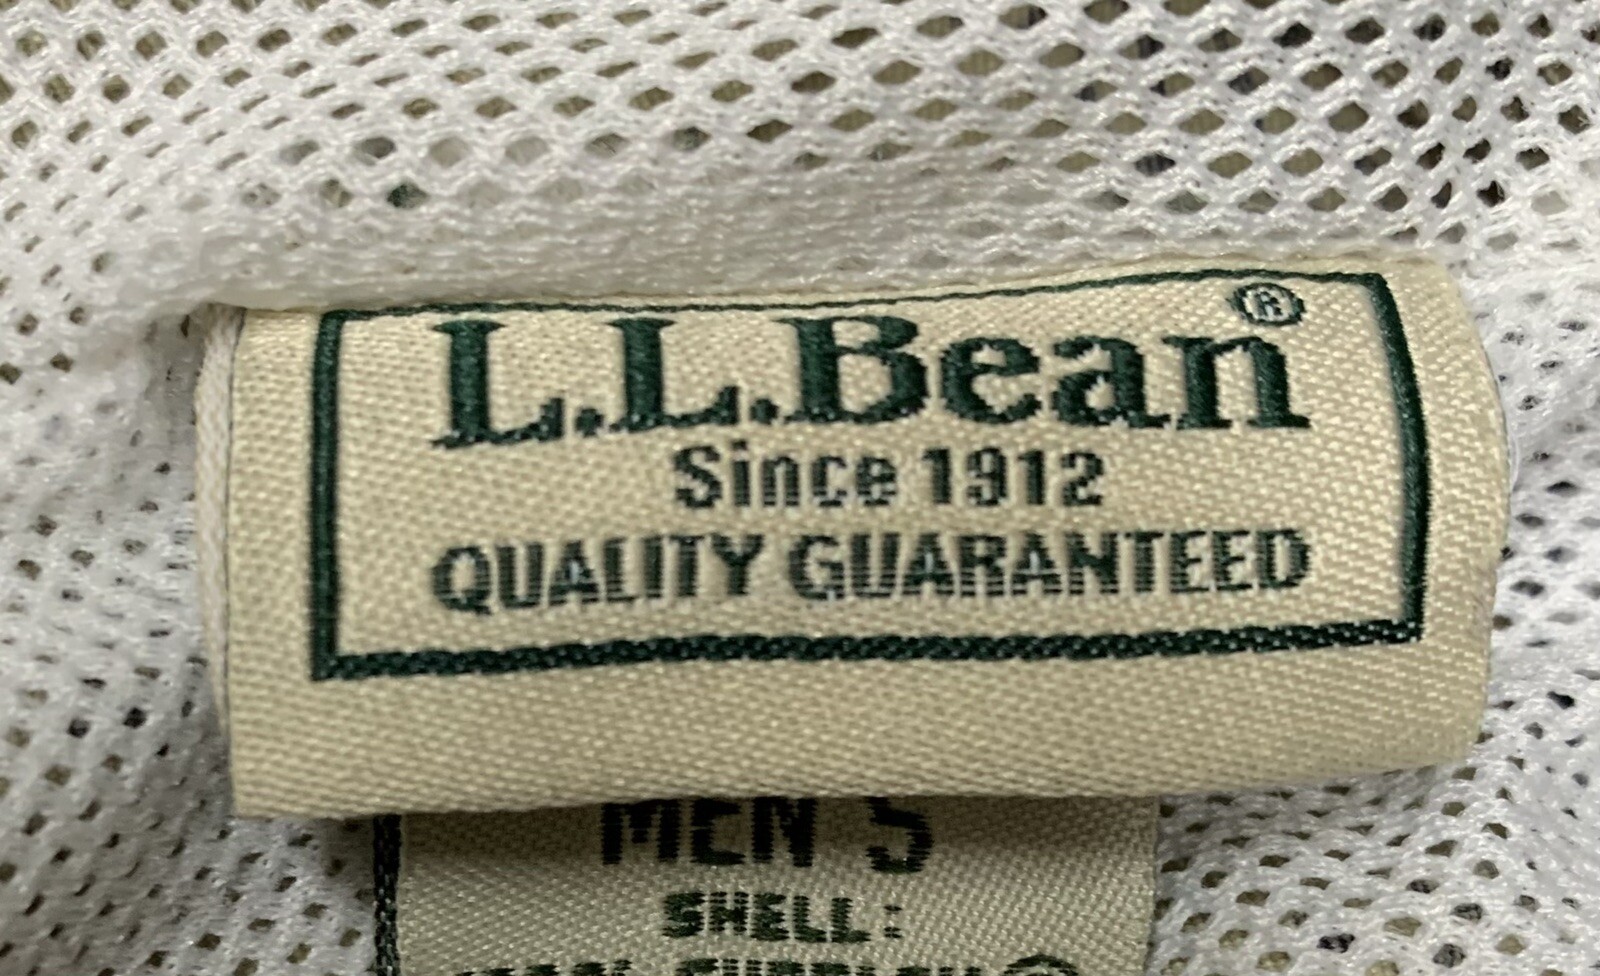 L.L.Bean®
Since 1912
QUALITY GUARANTEED
MEN'S
SHELL: